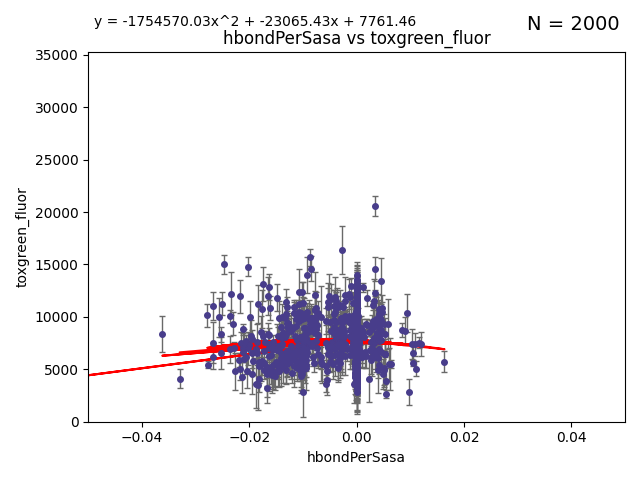 y = -1754570.03x^2 + -23065.43x + 7761.46
N = 2000
hbondPerSasa vs toxgreen_fluor
35000
30000
25000
20000
15000
10000
5000
0
toxgreen_fluor
−0.04
−0.02
0.00
0.02
0.04
hbondPerSasa